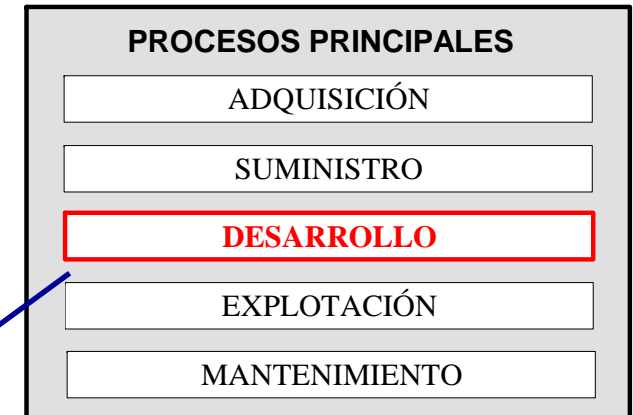 PROCESOS PRINCIPALES
ADQUISICIÓN
SUMINISTRO
DESARROLLO
EXPLOTACIÓN
MANTENIMIENTO